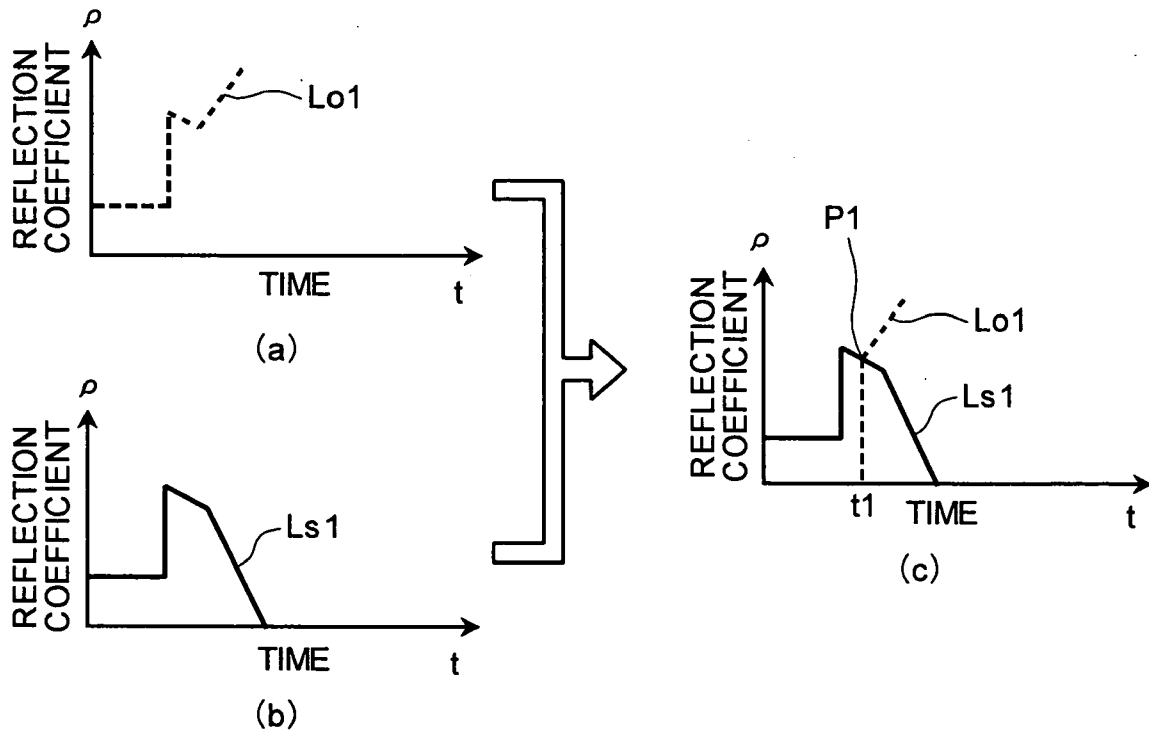 ρ
REFLECTION
COEFFICIENT
Lo1
TIME
t
(a)
ρ
REFLECTION
COEFFICIENT
Ls1
TIME
t
(b)
P1
ρ
REFLECTION
COEFFICIENT
Lo1
Ls1
t1
TIME
t
(c)